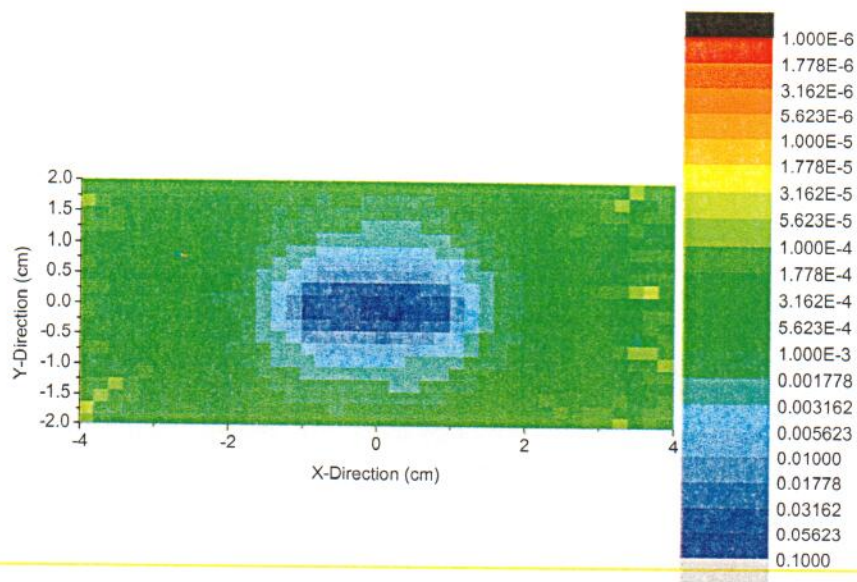 2.0
1.5
1.0
0.5
0.0
-0.5
-1.0
-1.5
-2.0
Y-Direction (cm)
-4
-2
0
2
4
X-Direction (cm)
1.000E-6
1.778E-6
3.162E-6
5.623E-6
1.000E-5
1.778E-5
3.162E-5
5.623E-5
1.000E-4
1.778E-4
3.162E-4
5.623E-4
1.000E-3
0.001778
0.003162
0.005623
0.01000
0.01778
0.03162
0.05623
0.1000